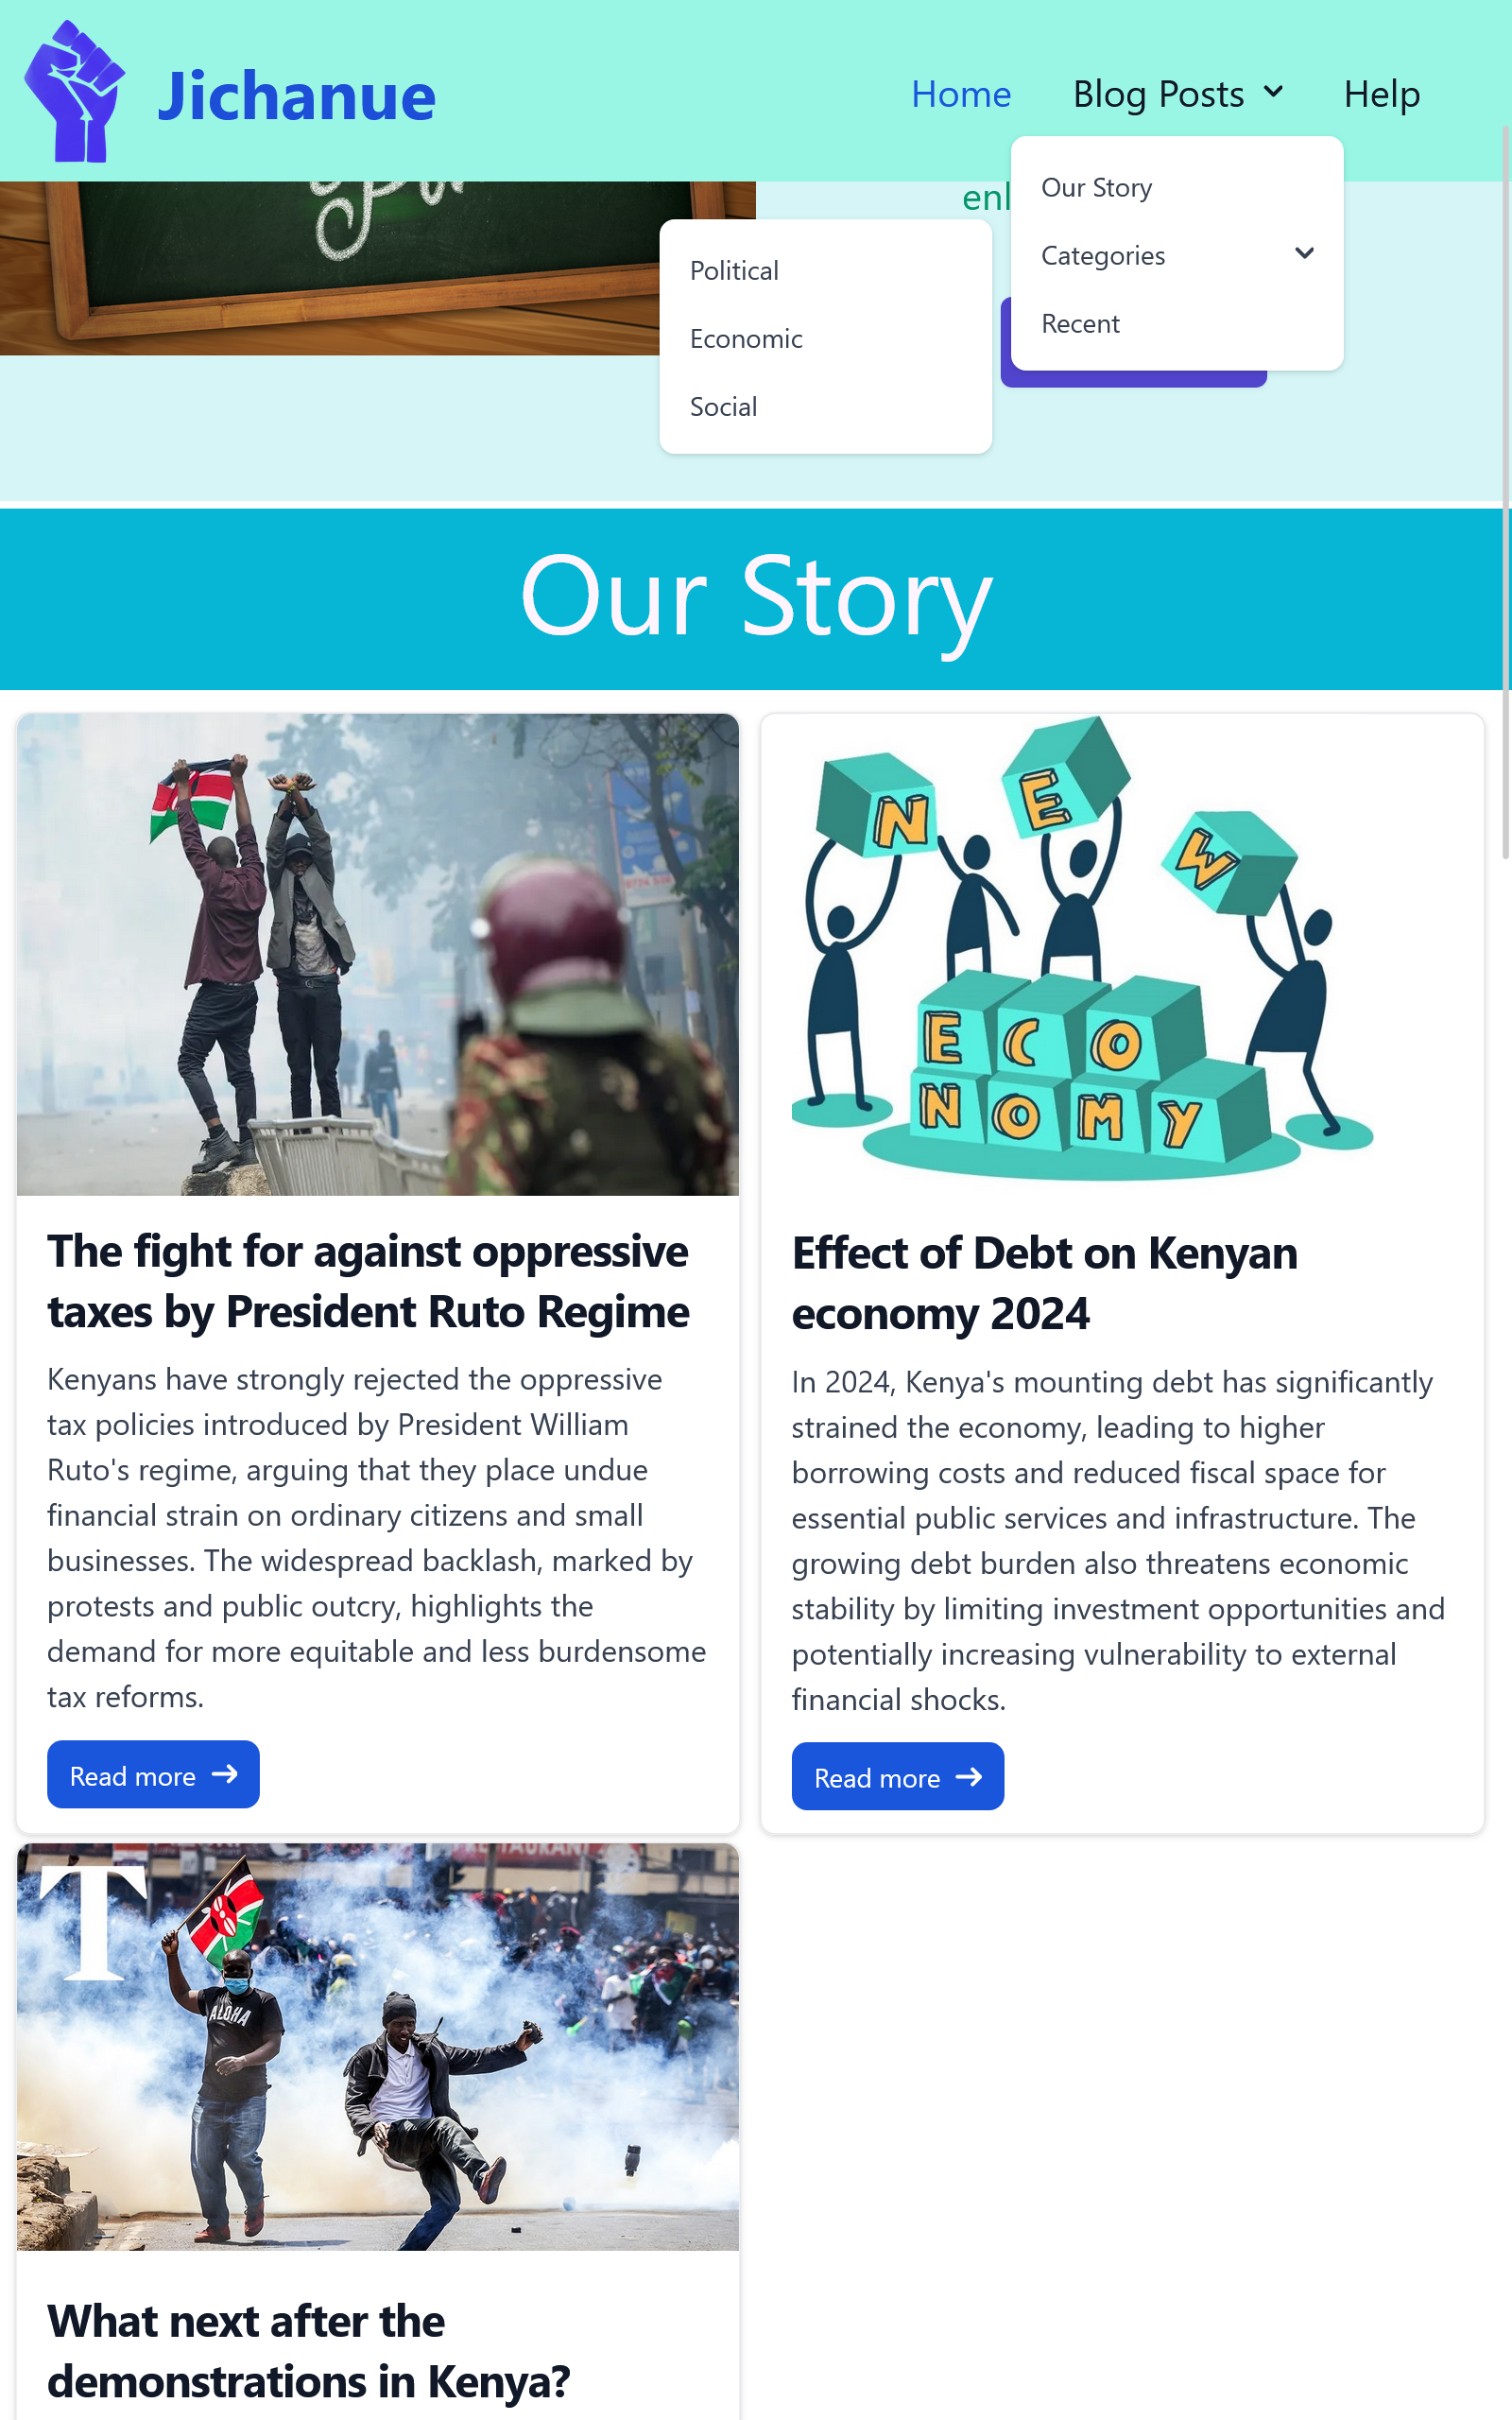 Jichanue
Home
Blog Posts
Help
enl
Our Story
Categories
Recent
Political
Economic
Social
Our Story
N E W
E C O
N O M Y
The fight for against oppressive
taxes by President Ruto Regime
Kenyans have strongly rejected the oppressive
tax policies introduced by President William
Ruto's regime, arguing that they place undue
financial strain on ordinary citizens and small
businesses. The widespread backlash, marked by
protests and public outcry, highlights the
demand for more equitable and less burdensome
tax reforms.
Read more
Effect of Debt on Kenyan
economy 2024
In 2024, Kenya's mounting debt has significantly
strained the economy, leading to higher
borrowing costs and reduced fiscal space for
essential public services and infrastructure. The
growing debt burden also threatens economic
stability by limiting investment opportunities and
potentially increasing vulnerability to external
financial shocks.
Read more
T
ALOHA
What next after the
demonstrations in Kenya?